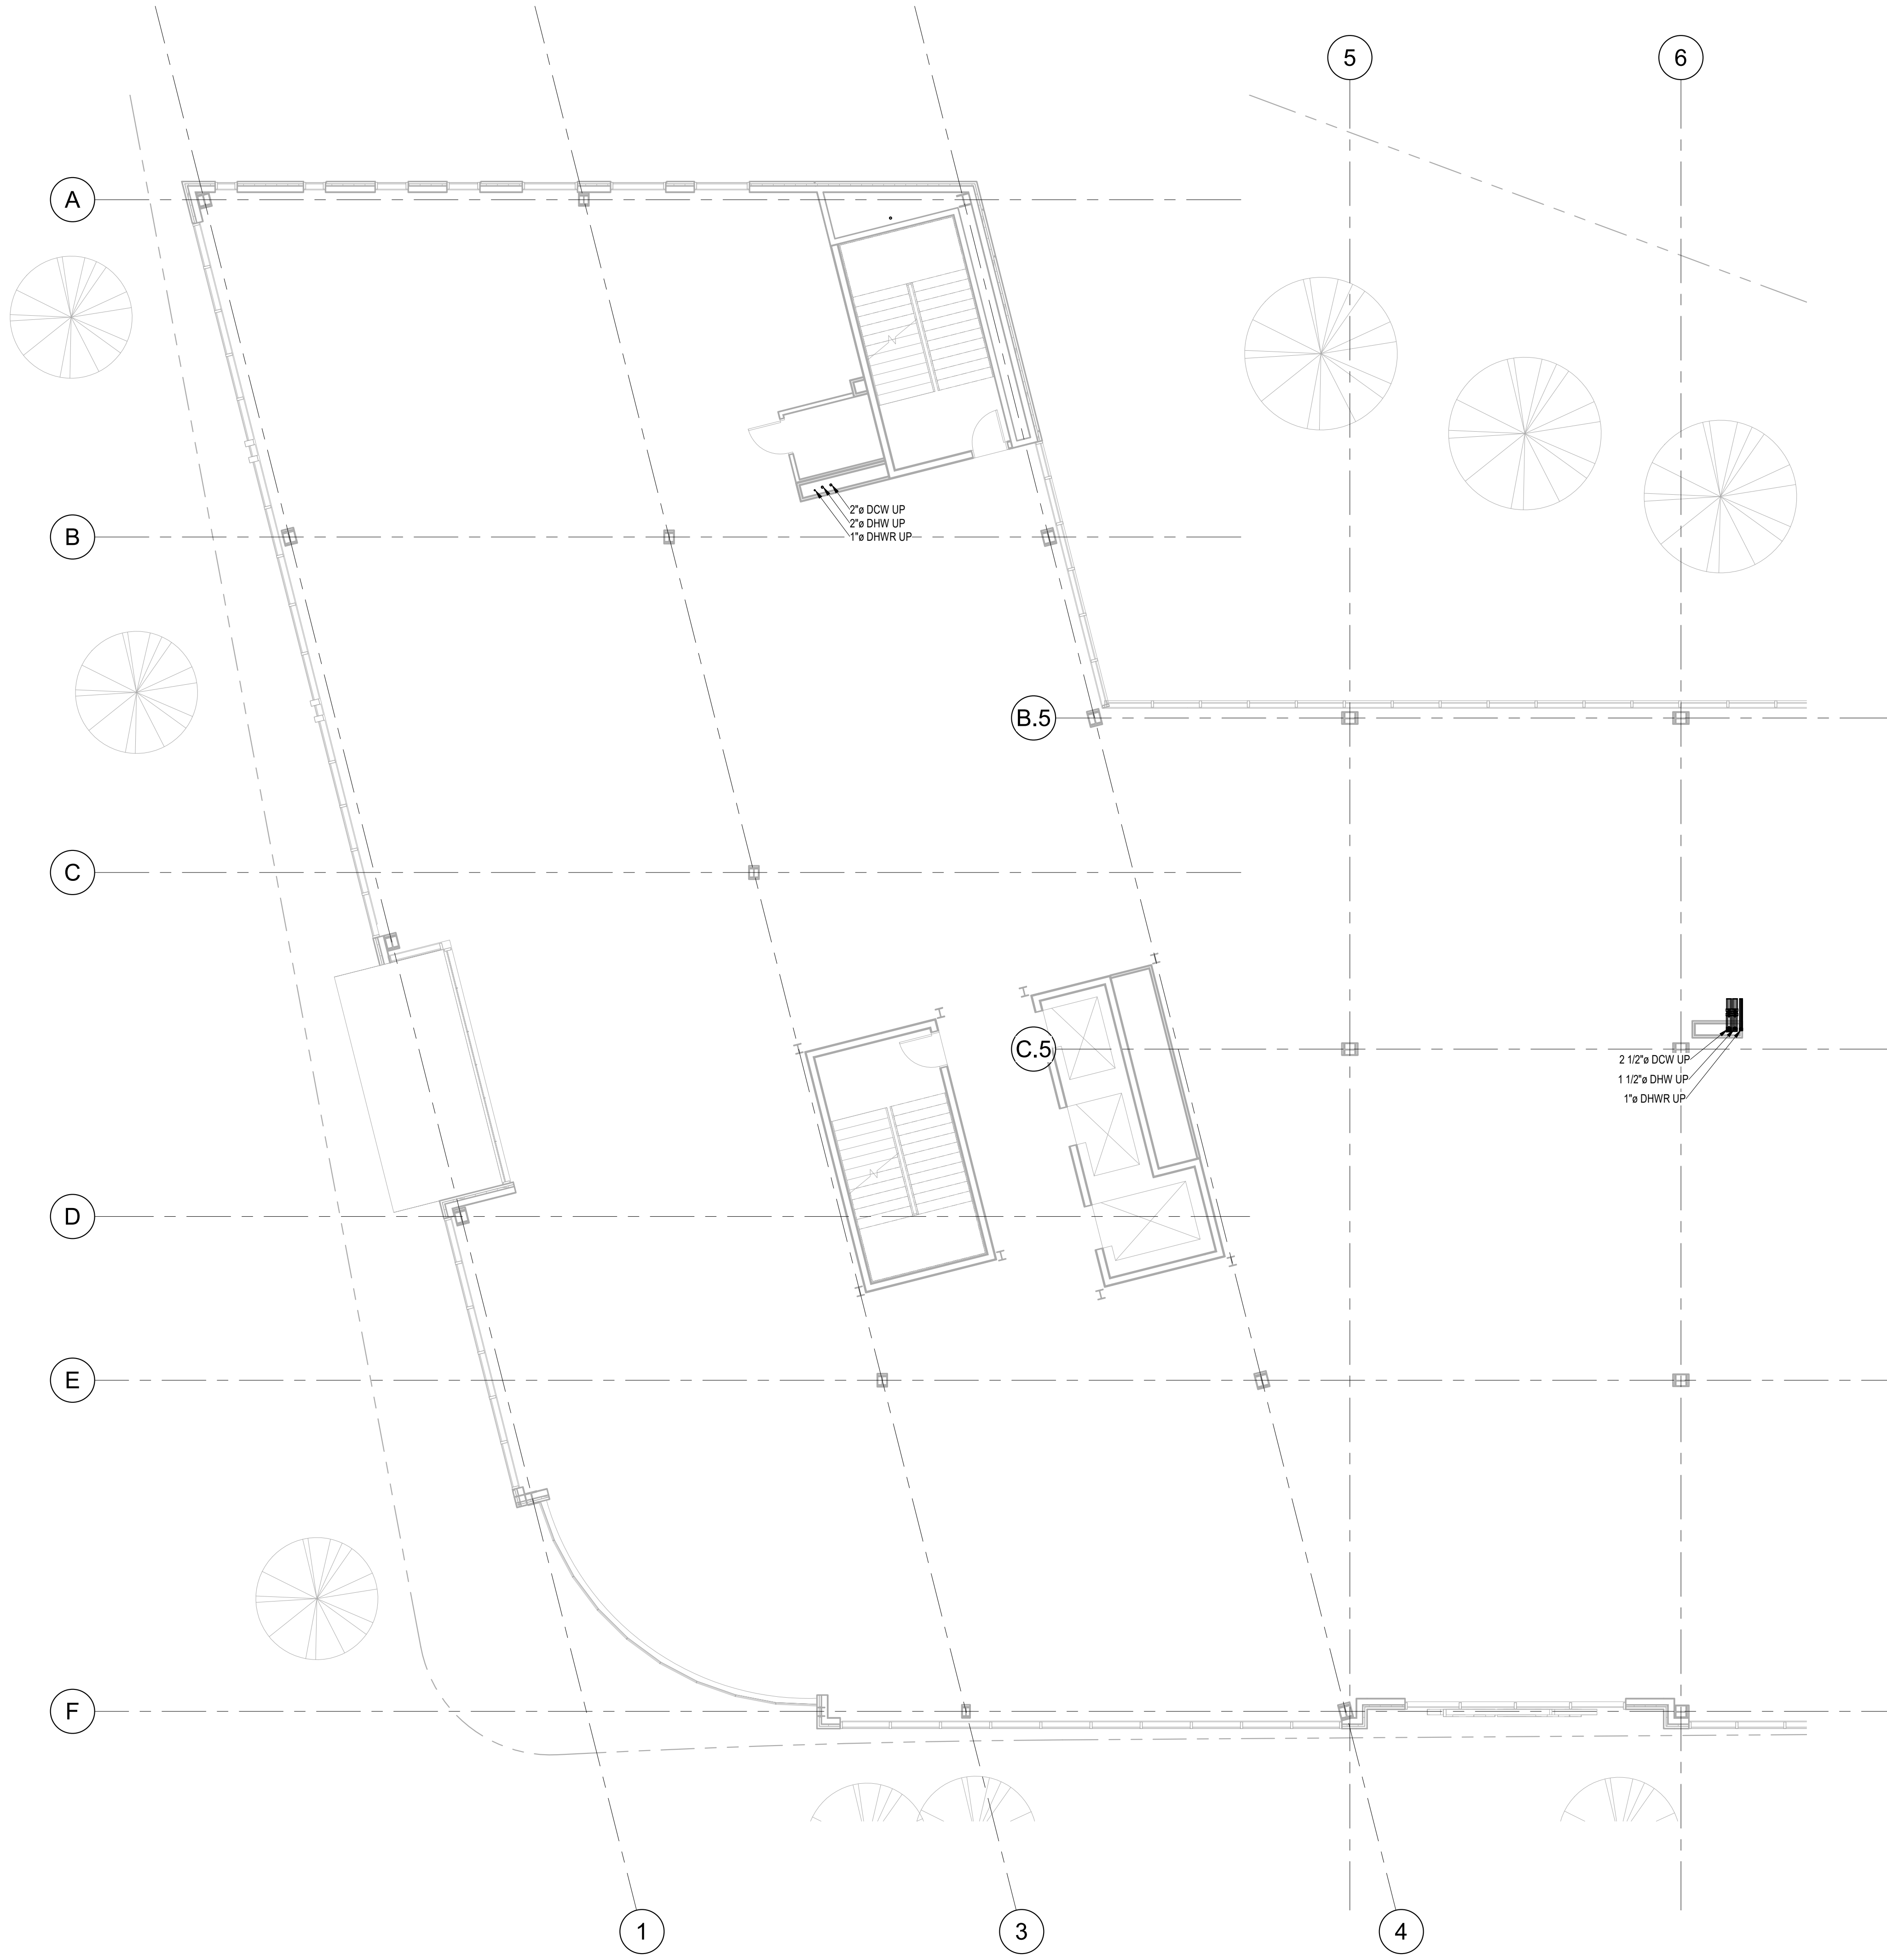 5
6
A
2"ø DCW UP
2"ø DHW UP
B
1"ø DHWR UP
B.5
C
C.5
2 1/2"ø DCW UP
1 1/2"ø DHW UP
1"ø DHWR UP
D
E
F
1
3
4